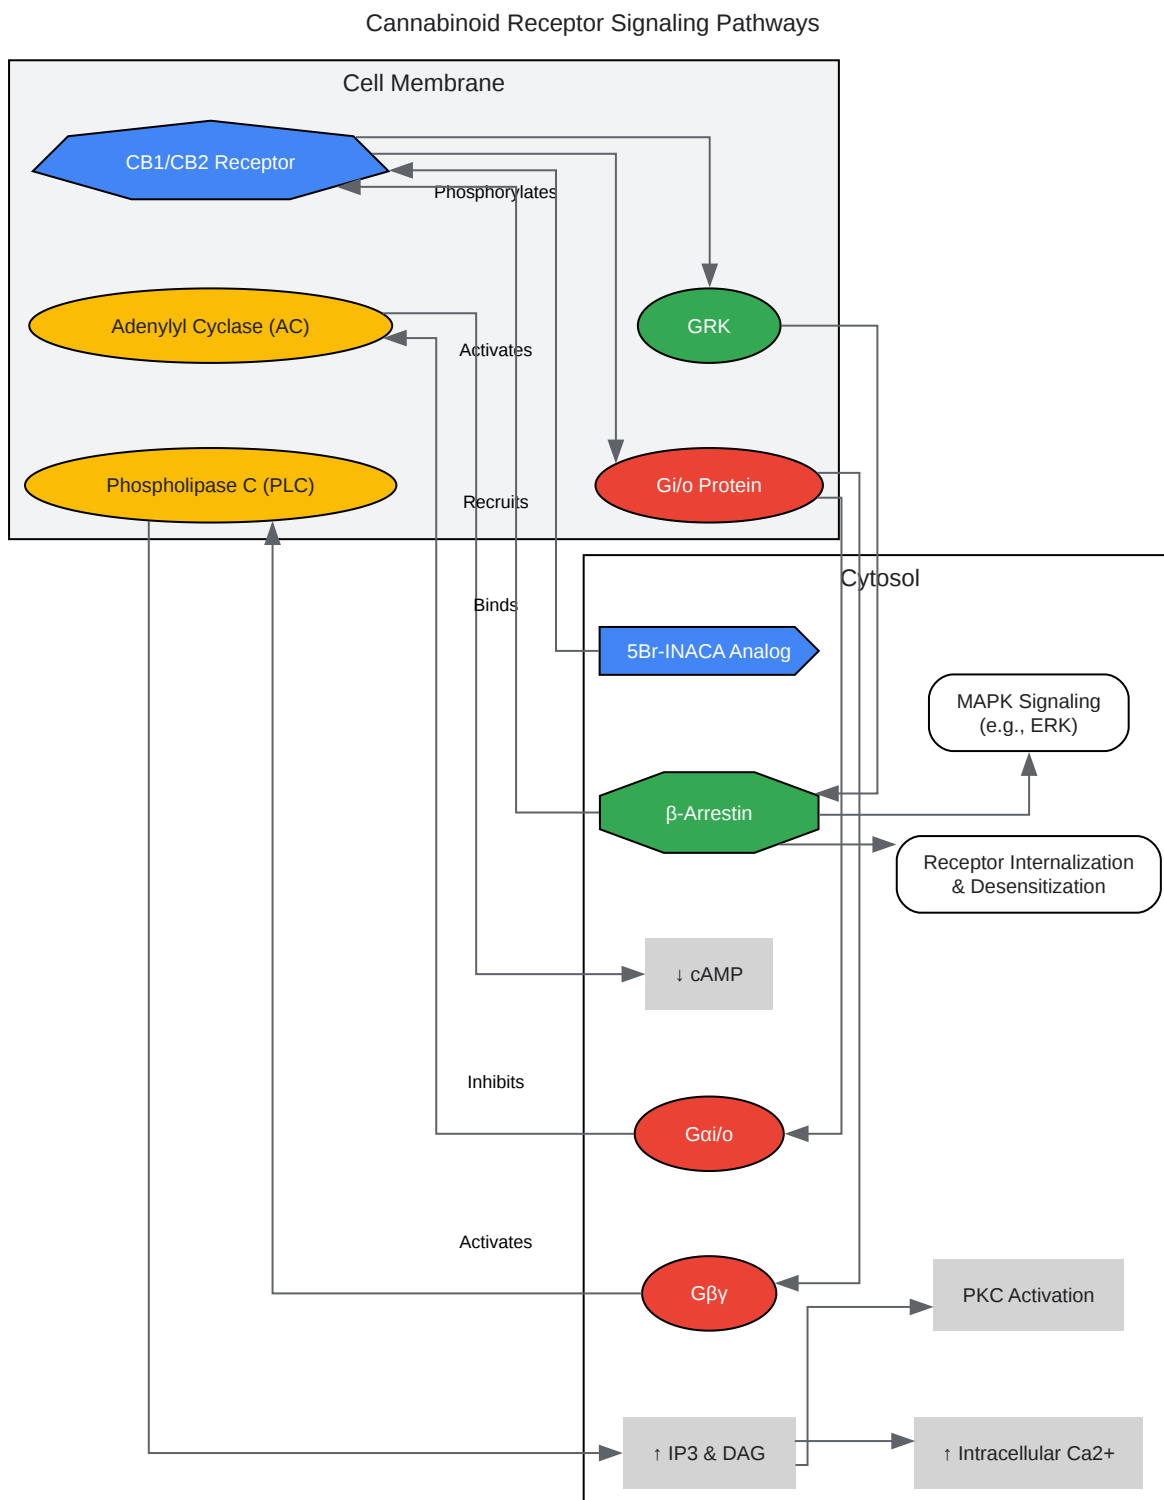 Cannabinoid Receptor Signaling Pathways
Cell Membrane
CB1/CB2 Receptor
Phosphorylates
Adenylyl Cyclase (AC)
Activates
GRK
Phospholipase C (PLC)
Recruits
Gi/o Protein
Cytosol
Binds
5Br-INACA Analog
MAPK Signaling
(e.g., ERK)
β-Arrestin
Receptor Internalization
& Desensitization
↓ cAMP
Inhibits
Gαi/o
Activates
Gβγ
PKC Activation
↑ IP3 & DAG
↑ Intracellular Ca2+